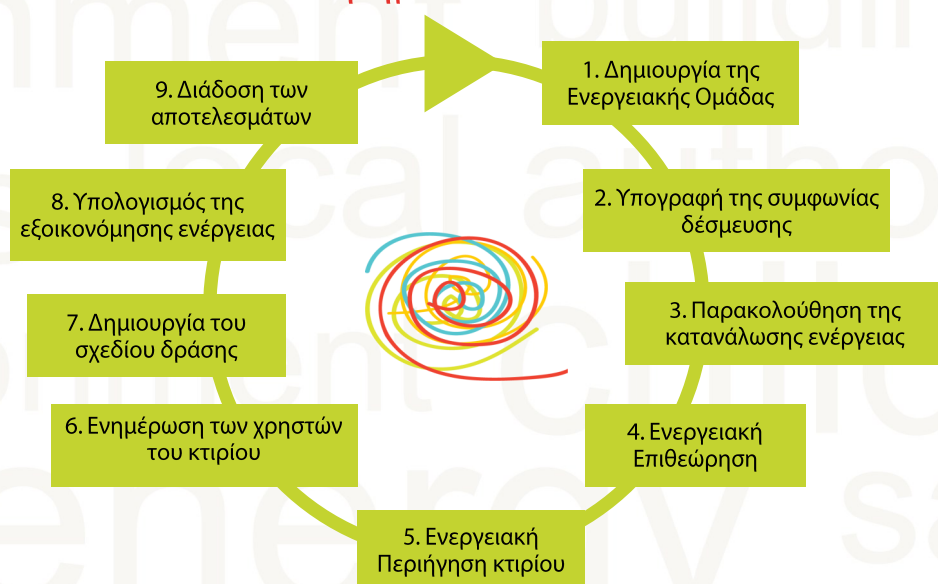 1. Δημιουργία της
Ενεργειακής Ομάδας
2. Υπογραφή της συμφωνίας
δέσμευσης
3. Παρακολούθηση της
κατανάλωσης ενέργειας
4. Ενεργειακή
Επιθεώρηση
5. Ενεργειακή
Περιήγηση κτιρίου
6. Ενημέρωση των χρηστών
του κτιρίου
7. Δημιουργία του
σχεδίου δράσης
8. Υπολογισμός της
εξοικονόμησης ενέργειας
9. Διάδοση των
αποτελεσμάτων
local
energy